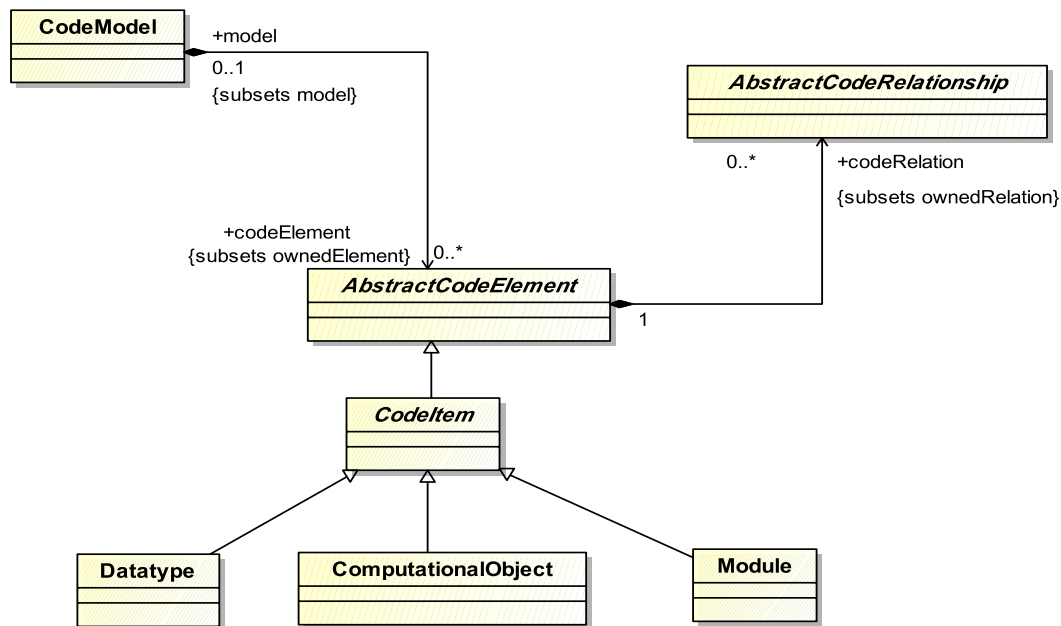 CodeModel
+model
0..1
{subsets model}
AbstractCodeRelationship
0..*
+codeRelation
{subsets ownedRelation}
+codeElement
{subsets ownedElement}
0..*
AbstractCodeElement
1
CodeItem
Datatype
ComputationalObject
Module